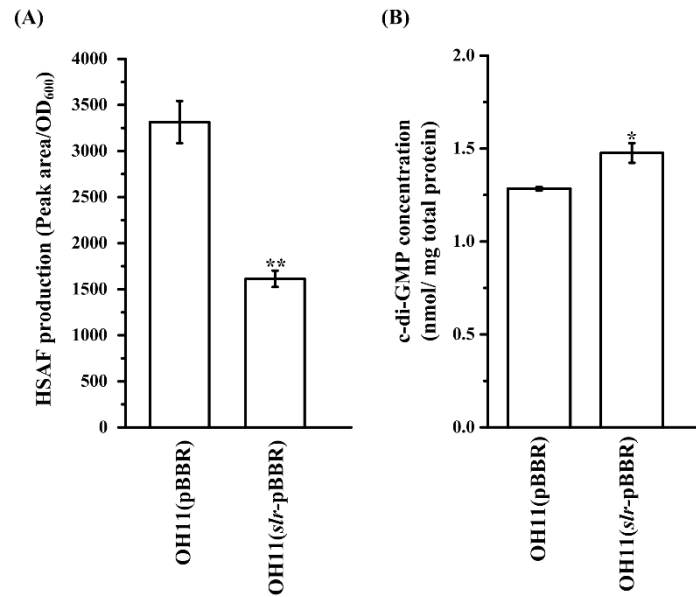 (A)
HSAF production (Peak area/OD600)
4000
3500
3000
2500
2000
1500
1000
500
0
**
OH11(pBBR)
OH11(slr-pBBR)
(B)
c-di-GMP concentration
(nmol/ mg total protein)
2.0
1.5
1.0
0.5
0.0
*
OH11(pBBR)
OH11(slr-pBBR)